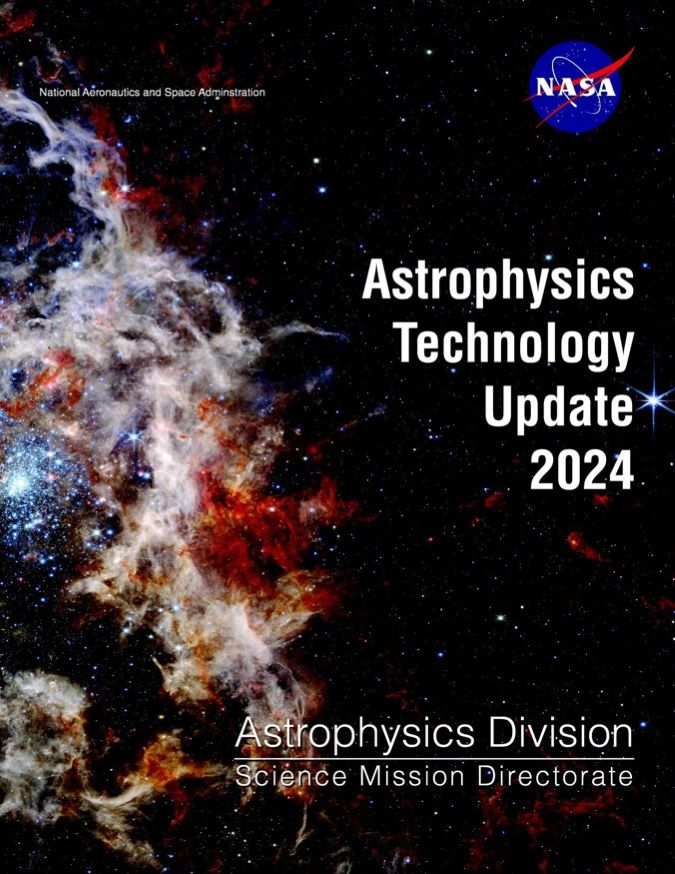 National Aeronautics and Space Adminstration
NASA
Astrophysics
Technology
Update
2024
Astrophysics Division
Science Mission Directorate